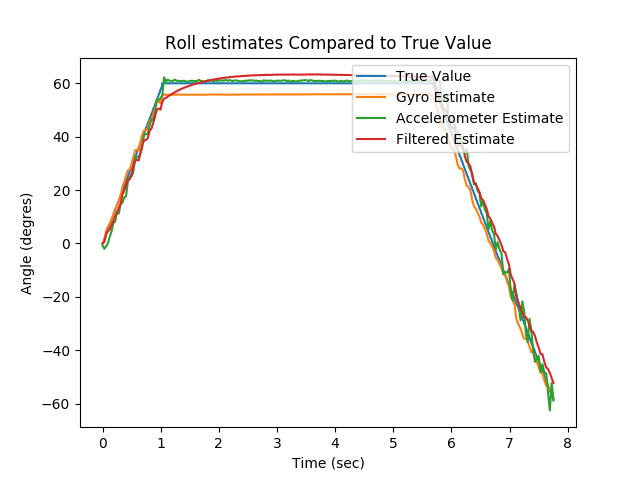 Roll estimates Compared to True Value
True Value
Gyro Estimate
Accelerometer Estimate
Filtered Estimate
Angle (degres)
60
40
20
0
−20
−40
−60
0 1 2 3 4 5 6 7 8
Time (sec)